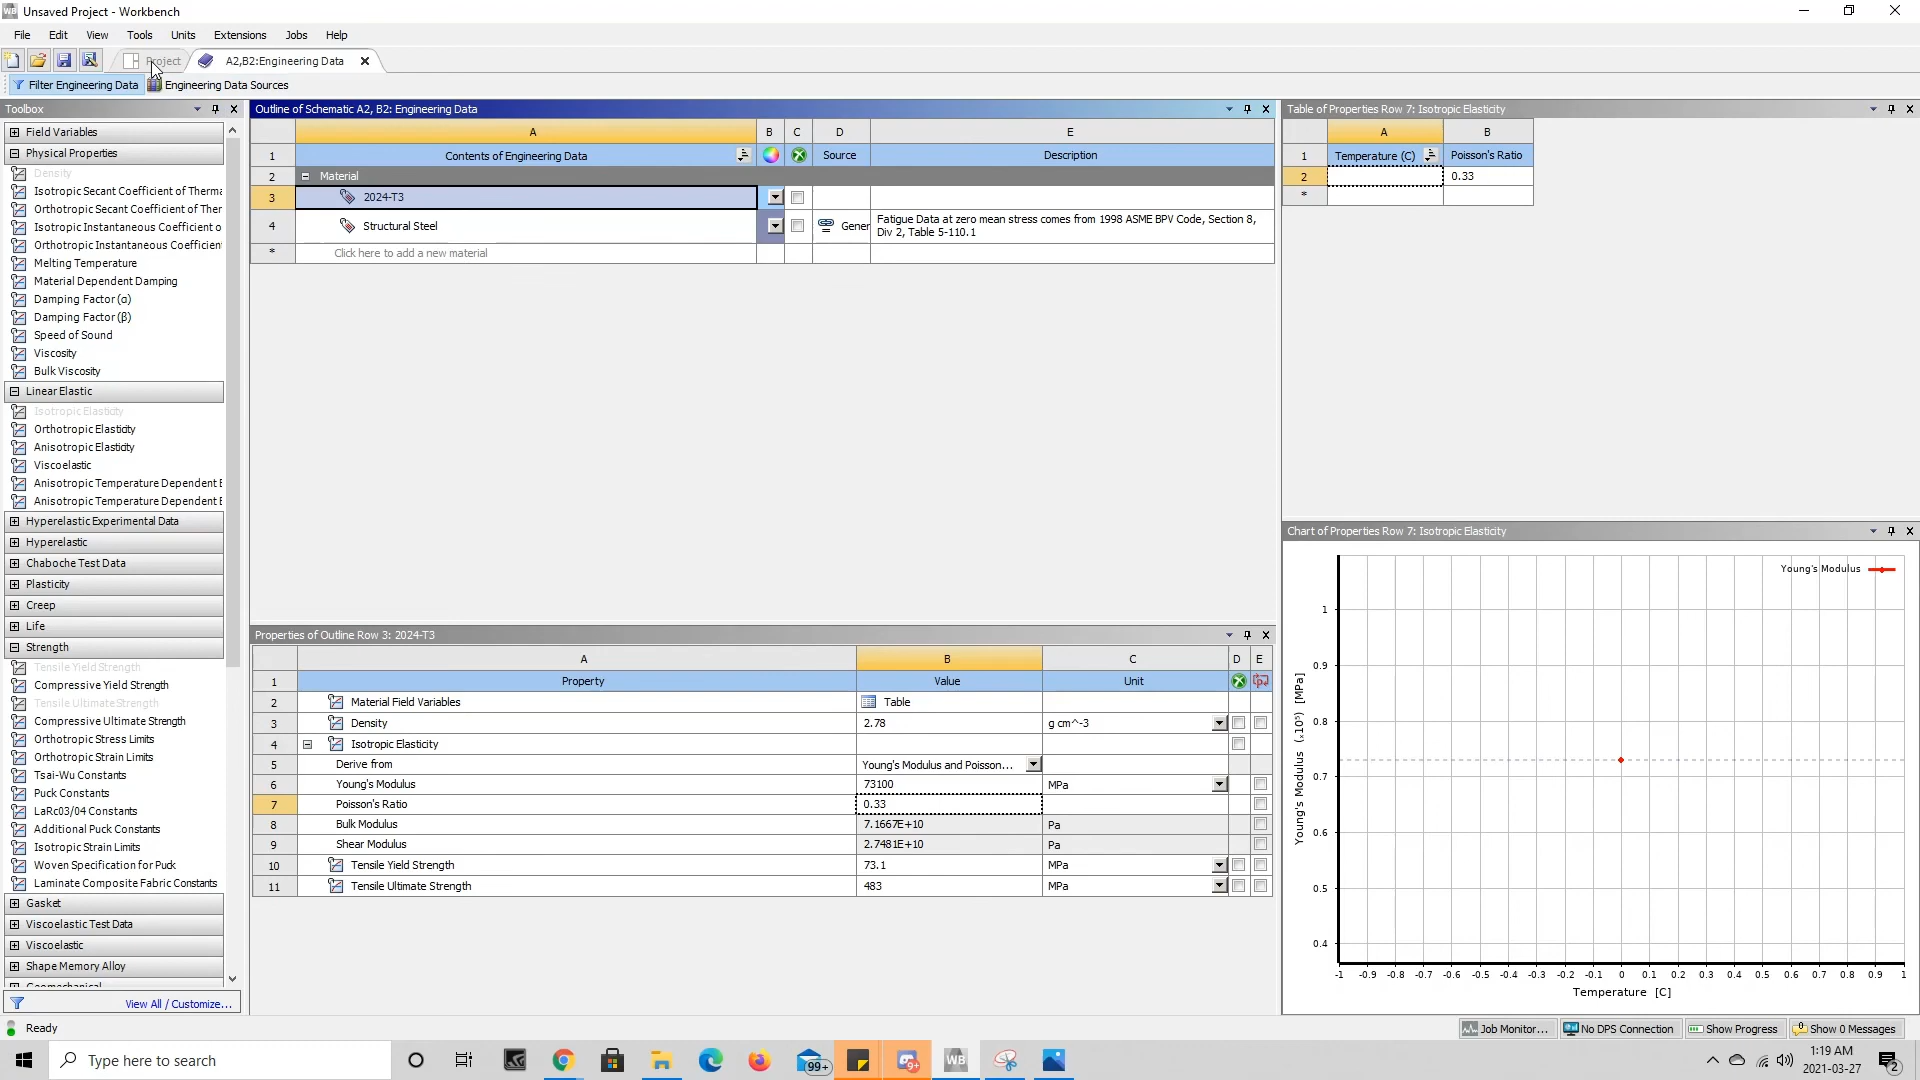 Unsaved Project - Workbench
File Edit View Tools Units Extensions Jobs Help
Project A2,B2:Engineering Data
Filter Engineering Data Engineering Data Sources
Toolbox
Field Variables
Physical Properties
Density
Isotropic Secant Coefficient of Therma
Orthotropic Secant Coefficient of Ther
Isotropic Instantaneous Coefficient o
Orthotropic Instantaneous Coefficien
Melting Temperature
Material Dependent Damping
Damping Factor (α)
Damping Factor (β)
Speed of Sound
Viscosity
Bulk Viscosity
Linear Elastic
Isotropic Elasticity
Orthotropic Elasticity
Anisotropic Elasticity
Viscoelastic
Anisotropic Temperature Dependent E
Anisotropic Temperature Dependent E
Hyperelastic Experimental Data
Hyperelastic
Chaboche Test Data
Plasticity
Creep
Life
Strength
Tensile Yield Strength
Compressive Yield Strength
Tensile Ultimate Strength
Compressive Ultimate Strength
Orthotropic Stress Limits
Orthotropic Strain Limits
Tsai-Wu Constants
Puck Constants
LaRc03/04 Constants
Additional Puck Constants
Isotropic Strain Limits
Woven Specification for Puck
Laminate Composite Fabric Constants
Gasket
Viscoelastic Test Data
Viscoelastic
Shape Memory Alloy
Geomechanical
View All / Customize...
Outline of Schematic A2, B2: Engineering Data
A B C D E
1 Contents of Engineering Data Source Description
2 Material
3 2024-T3
4 Structural Steel Gener Fatigue Data at zero mean stress comes from 1998 ASME BPV Code, Section 8,
Div 2, Table 5-110.1
* Click here to add a new material
Properties of Outline Row 3: 2024-T3
A B C D E
1 Property Value Unit
2 Material Field Variables Table
3 Density 2.78 g cm^-3
4 Isotropic Elasticity
5 Derive from Young's Modulus and Poisson...
6 Young's Modulus 73100 MPa
7 Poisson's Ratio 0.33
8 Bulk Modulus 7.1667E+10 Pa
9 Shear Modulus 2.7481E+10 Pa
10 Tensile Yield Strength 73.1 MPa
11 Tensile Ultimate Strength 483 MPa
Table of Properties Row 7: Isotropic Elasticity
A B
1 Temperature (C) Poisson's Ratio
2 0.33
*
Chart of Properties Row 7: Isotropic Elasticity
Young's Modulus
1
0.9
0.8
0.7
0.6
0.5
0.4
Young's Modulus (x10⁵) [MPa]
-1 -0.9 -0.8 -0.7 -0.6 -0.5 -0.4 -0.3 -0.2 -0.1 0 0.1 0.2 0.3 0.4 0.5 0.6 0.7 0.8 0.9 1
Temperature [C]
Ready
Job Monitor... No DPS Connection Show Progress Show 0 Messages
Type here to search
99+
9+
WB
1:19 AM
2021-03-27
2